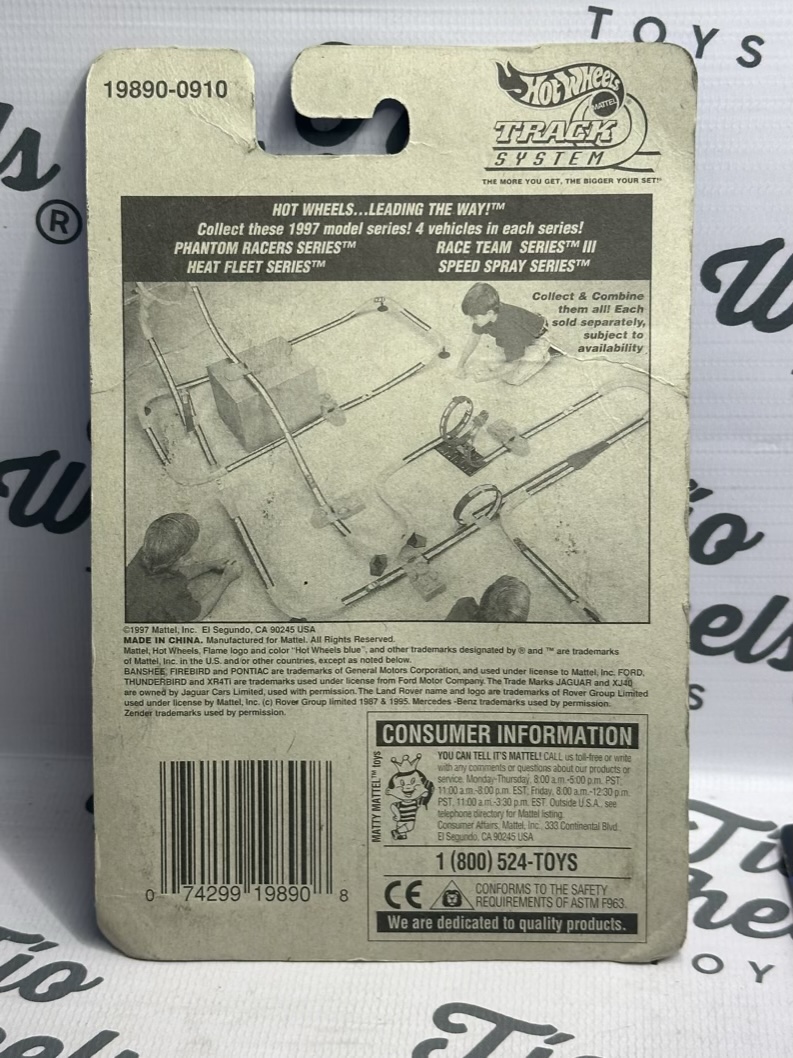 TOYS
19890-0910
Hot Wheels
MATTEL
TRACK
SYSTEM
THE MORE YOU GET, THE BIGGER YOUR SET!
HOT WHEELS...LEADING THE WAY!™
Collect these 1997 model series! 4 vehicles in each series!
PHANTOM RACERS SERIES™ RACE TEAM SERIES™ III
HEAT FLEET SERIES™ SPEED SPRAY SERIES™
Collect & Combine
them all! Each
sold separately,
subject to
availability
©1997 Mattel, Inc. El Segundo, CA 90245 USA
MADE IN CHINA. Manufactured for Mattel. All Rights Reserved.
Mattel, Hot Wheels, Flame logo and color "Hot Wheels blue", and other trademarks designated by ® and ™ are trademarks
of Mattel, Inc. in the U.S. and/or other countries, except as noted below.
BANSHEE, FIREBIRD and PONTIAC are trademarks of General Motors Corporation, and used under license to Mattel, Inc. FORD,
THUNDERBIRD and XR4Ti are trademarks used under license from Ford Motor Company. The Trade Marks JAGUAR and XJ40
are owned by Jaguar Cars Limited, used with permission. The Land Rover name and logo are trademarks of Rover Group Limited
used under license by Mattel, Inc. (c) Rover Group limited 1987 & 1995. Mercedes -Benz trademarks used by permission.
Zender trademarks used by permission.
CONSUMER INFORMATION
MATTY MATTEL™ toys
YOU CAN TELL IT'S MATTEL! CALL us toll-free or write
with any comments or questions about our products or
service. Monday-Thursday, 8:00 a.m.-5:00 p.m. PST,
11:00 a.m.-8:00 p.m. EST; Friday, 8:00 a.m.-12:30 p.m.
PST, 11:00 a.m.-3:30 p.m. EST. Outside U.S.A., see
telephone directory for Mattel listing.
Consumer Affairs, Mattel, Inc., 333 Continental Blvd.
El Segundo, CA 90245 USA
1 (800) 524-TOYS
CE CONFORMS TO THE SAFETY
REQUIREMENTS OF ASTM F963.
We are dedicated to quality products.
0 74299 19890 8
Tio
Wheels